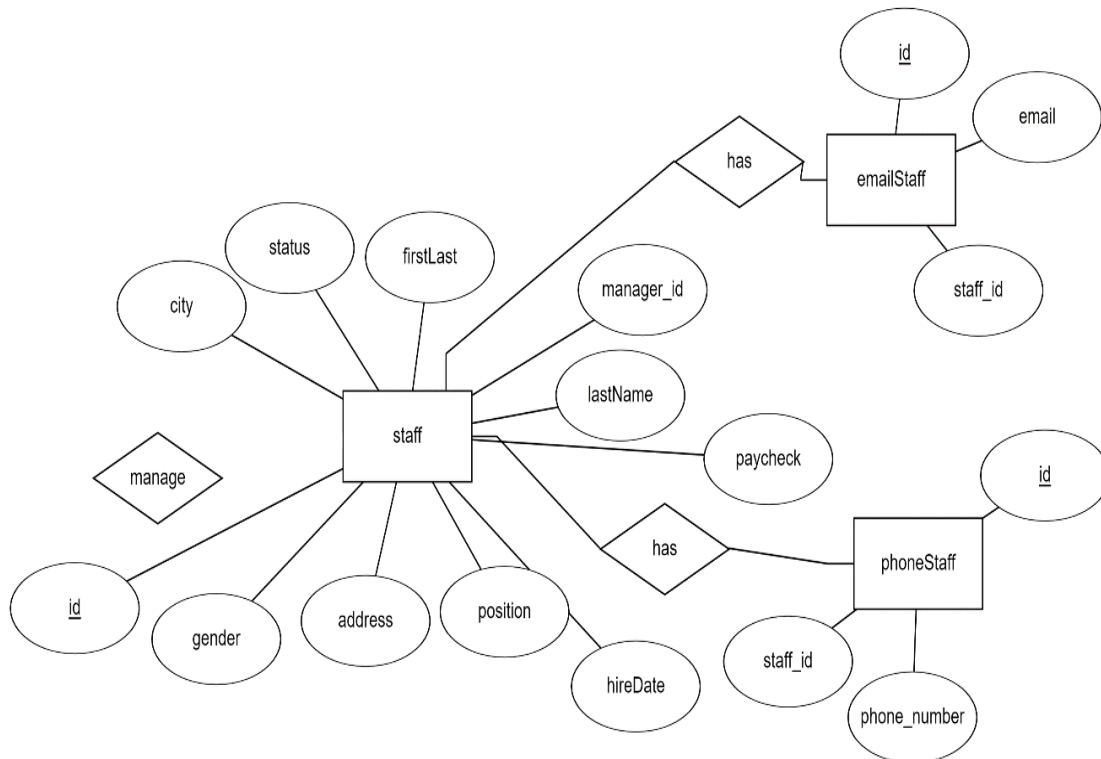 id
email
has
emailStaff
status
firstLast
manager_id
staff_id
city
lastName
staff
paycheck
manage
id
has
phoneStaff
id
gender
address
position
staff_id
hireDate
phone_number